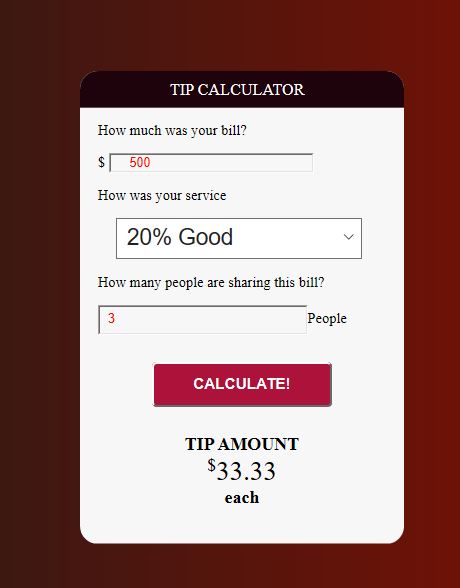 TIP CALCULATOR
How much was your bill?
$ 500
How was your service
20% Good
How many people are sharing this bill?
3 People
CALCULATE!
TIP AMOUNT
$33.33
each